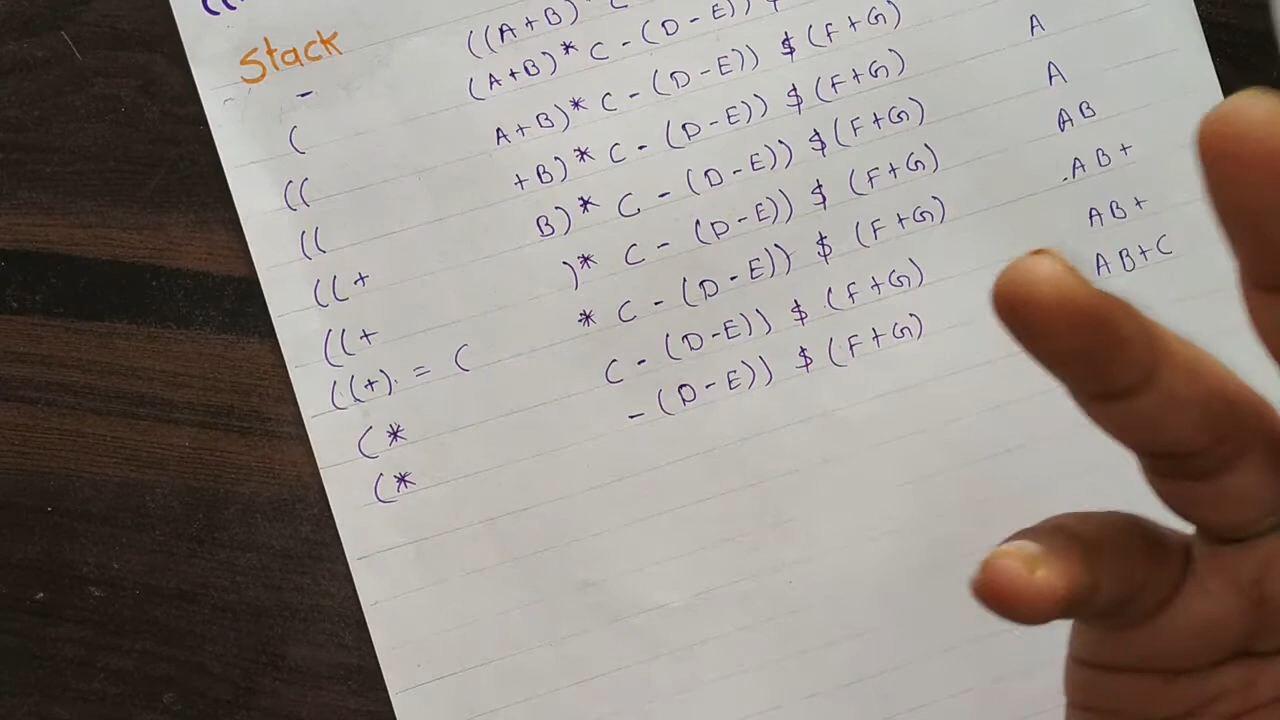 Stack
- ((A+B)* C
( (A+B)* C - (D-E)) $
(( A+B)* C - (D-E)) $ (F+G)
(( +B)* C - (D-E)) $ (F+G) A
((+ B)* C - (D-E)) $ (F+G) A
((+ )* C - (D-E)) $ (F+G) AB
((+). = ( * C - (D-E)) $ (F+G) .AB+
(* C - (D-E)) $ (F+G) AB+
(* - (D-E)) $ (F+G) AB+C